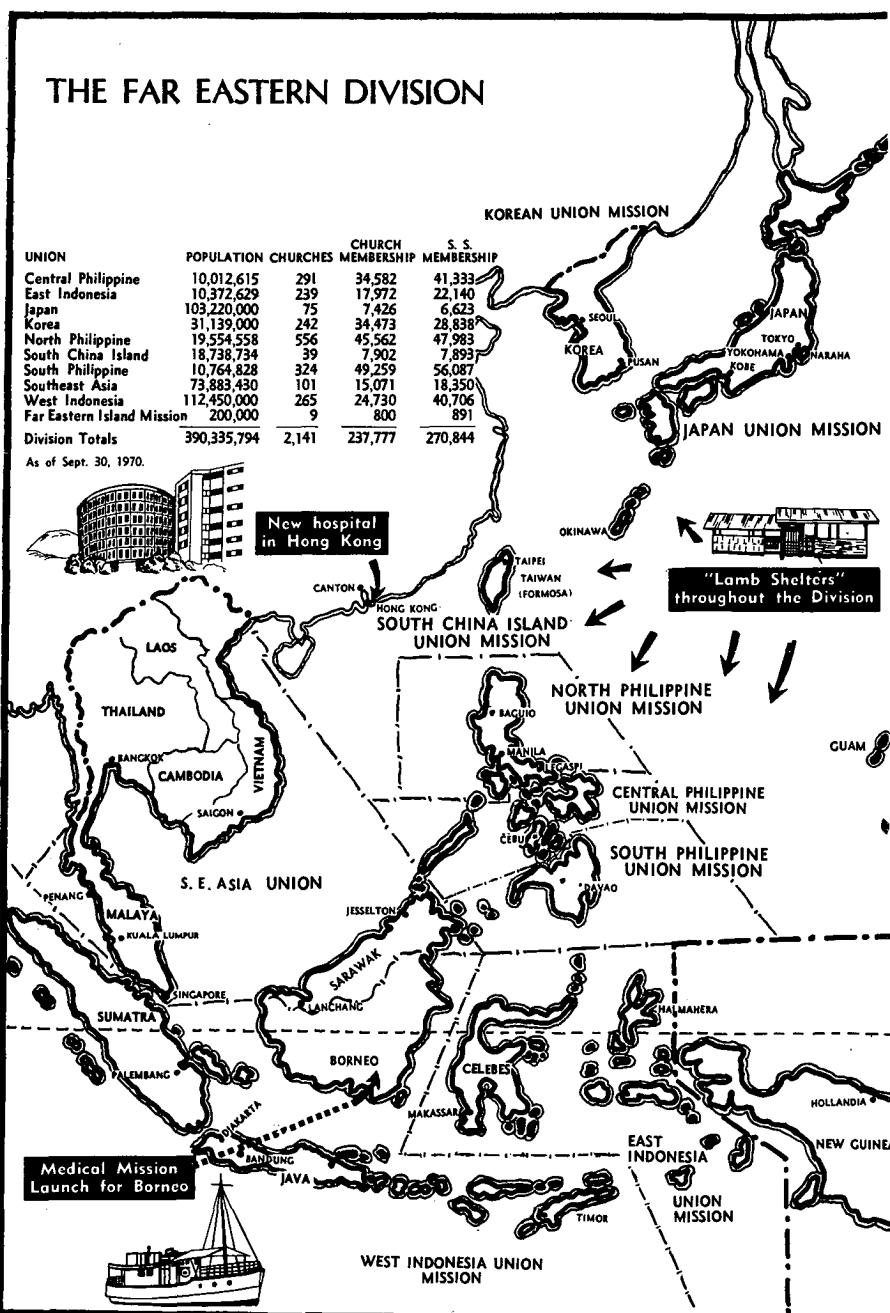 THE FAR EASTERN DIVISION
UNION POPULATION CHURCHES CHURCH MEMBERSHIP S. S. MEMBERSHIP
Central Philippine 10,012,615 291 34,582 41,333
East Indonesia 10,372,629 239 17,972 22,140
Japan 103,220,000 75 7,426 6,623
Korea 31,139,000 242 34,473 28,838
North Philippine 19,554,558 556 45,562 47,983
South China Island 18,738,734 39 7,902 7,893
South Philippine 10,764,828 324 49,259 56,087
Southeast Asia 73,883,430 101 15,071 18,350
West Indonesia 112,450,000 265 24,730 40,706
Far Eastern Island Mission 200,000 9 800 891
Division Totals 390,335,794 2,141 237,777 270,844
As of Sept. 30, 1970.
KOREAN UNION MISSION
SEOUL
KOREA
PUSAN
JAPAN
TOKYO
YOKOHAMA
NARAHA
KOBE
JAPAN UNION MISSION
New hospital
in Hong Kong
OKINAWA
"Lamb Shelters"
throughout the Division
TAIPEI
TAIWAN
(FORMOSA)
CANTON
HONG KONG
SOUTH CHINA ISLAND
UNION MISSION
LAOS
THAILAND
BANGKOK
CAMBODIA
VIETNAM
SAIGON
NORTH PHILIPPINE
UNION MISSION
BAGUIO
MANILA
LEGASPI
GUAM
CENTRAL PHILIPPINE
UNION MISSION
CEBU
SOUTH PHILIPPINE
UNION MISSION
DAVAO
S. E. ASIA UNION
PENANG
MALAYA
KUALA LUMPUR
JESSELTON
SARAWAK
SINGAPORE
LANCHANG
SUMATRA
HALMAHERA
BORNEO
CELEBES
PALEMBANG
HOLLANDIA
MAKASSAR
DJAKARTA
BANDUNG
JAVA
NEW GUINEA
EAST
INDONESIA
UNION
MISSION
Medical Mission
Launch for Borneo
TIMOR
WEST INDONESIA UNION
MISSION